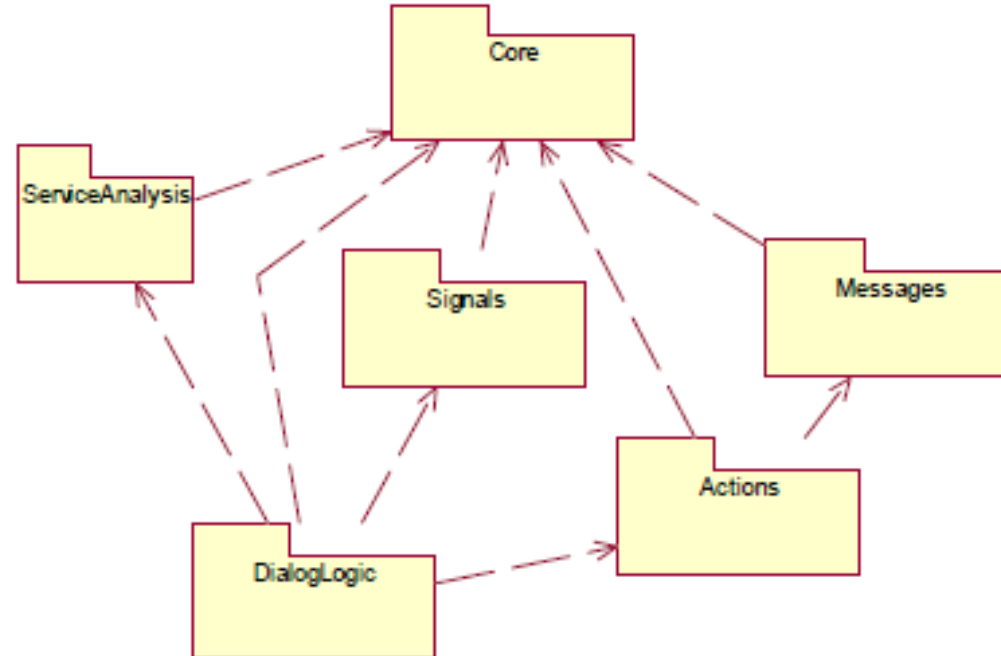 Core
ServiceAnalysis
Signals
Messages
Actions
DialogLogic